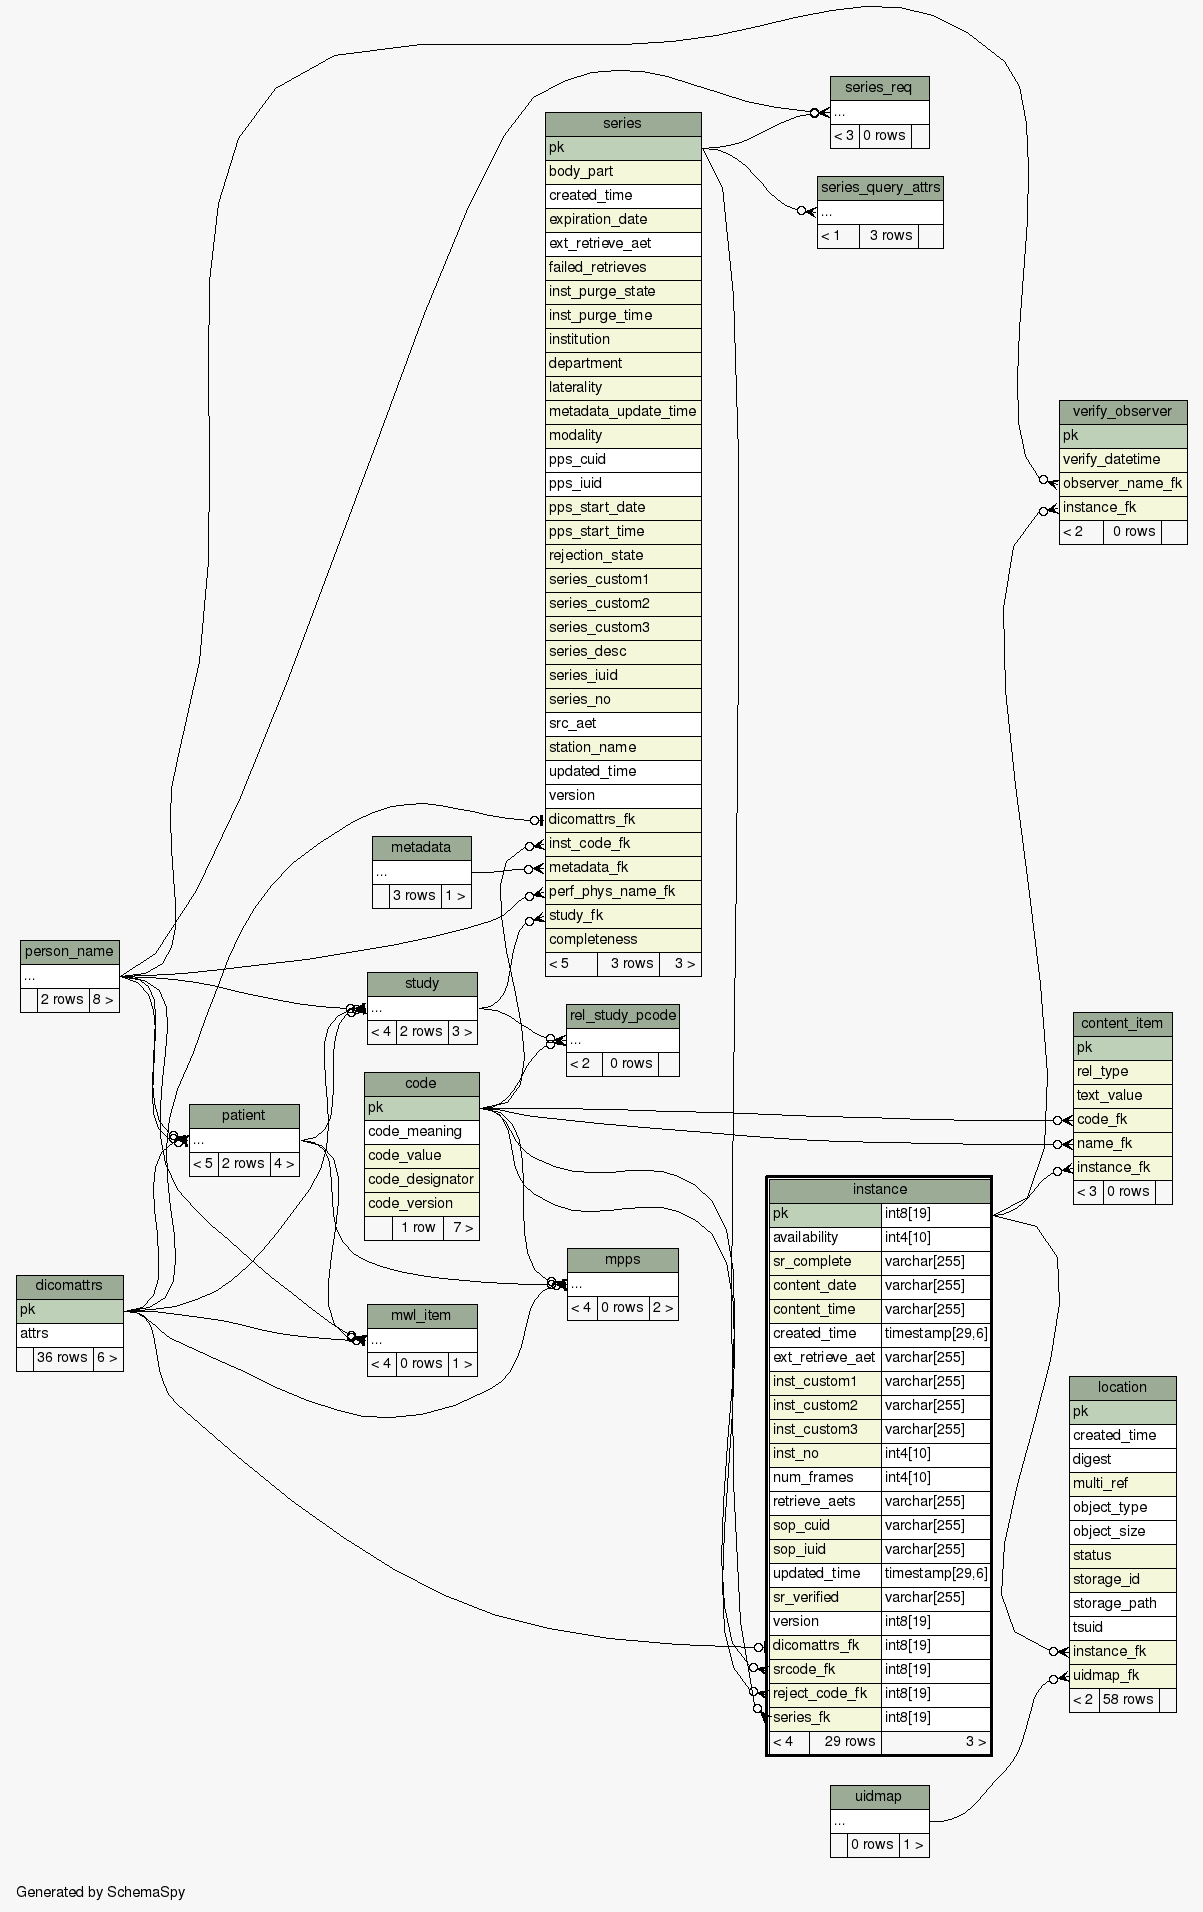 series_req
...
< 3 0 rows
series
pk
body_part
created_time
expiration_date
ext_retrieve_aet
failed_retrieves
inst_purge_state
inst_purge_time
institution
department
laterality
metadata_update_time
modality
pps_cuid
pps_iuid
pps_start_date
pps_start_time
rejection_state
series_custom1
series_custom2
series_custom3
series_desc
series_iuid
series_no
src_aet
station_name
updated_time
version
dicomattrs_fk
inst_code_fk
metadata_fk
perf_phys_name_fk
study_fk
completeness
< 5 3 rows 3 >
series_query_attrs
...
< 1 3 rows
verify_observer
pk
verify_datetime
observer_name_fk
instance_fk
< 2 0 rows
metadata
...
3 rows 1 >
person_name
...
2 rows 8 >
study
...
< 4 2 rows 3 >
rel_study_pcode
...
< 2 0 rows
content_item
pk
rel_type
text_value
code_fk
name_fk
instance_fk
< 3 0 rows
code
pk
code_meaning
code_value
code_designator
code_version
1 row 7 >
patient
...
< 5 2 rows 4 >
instance
pk int8[19]
availability int4[10]
sr_complete varchar[255]
content_date varchar[255]
content_time varchar[255]
created_time timestamp[29,6]
ext_retrieve_aet varchar[255]
inst_custom1 varchar[255]
inst_custom2 varchar[255]
inst_custom3 varchar[255]
inst_no int4[10]
num_frames int4[10]
retrieve_aets varchar[255]
sop_cuid varchar[255]
sop_iuid varchar[255]
updated_time timestamp[29,6]
sr_verified varchar[255]
version int8[19]
dicomattrs_fk int8[19]
srcode_fk int8[19]
reject_code_fk int8[19]
series_fk int8[19]
< 4 29 rows 3 >
mpps
...
< 4 0 rows 2 >
dicomattrs
pk
attrs
36 rows 6 >
mwl_item
...
< 4 0 rows 1 >
location
pk
created_time
digest
multi_ref
object_type
object_size
status
storage_id
storage_path
tsuid
instance_fk
uidmap_fk
< 2 58 rows
uidmap
...
0 rows 1 >
Generated by SchemaSpy